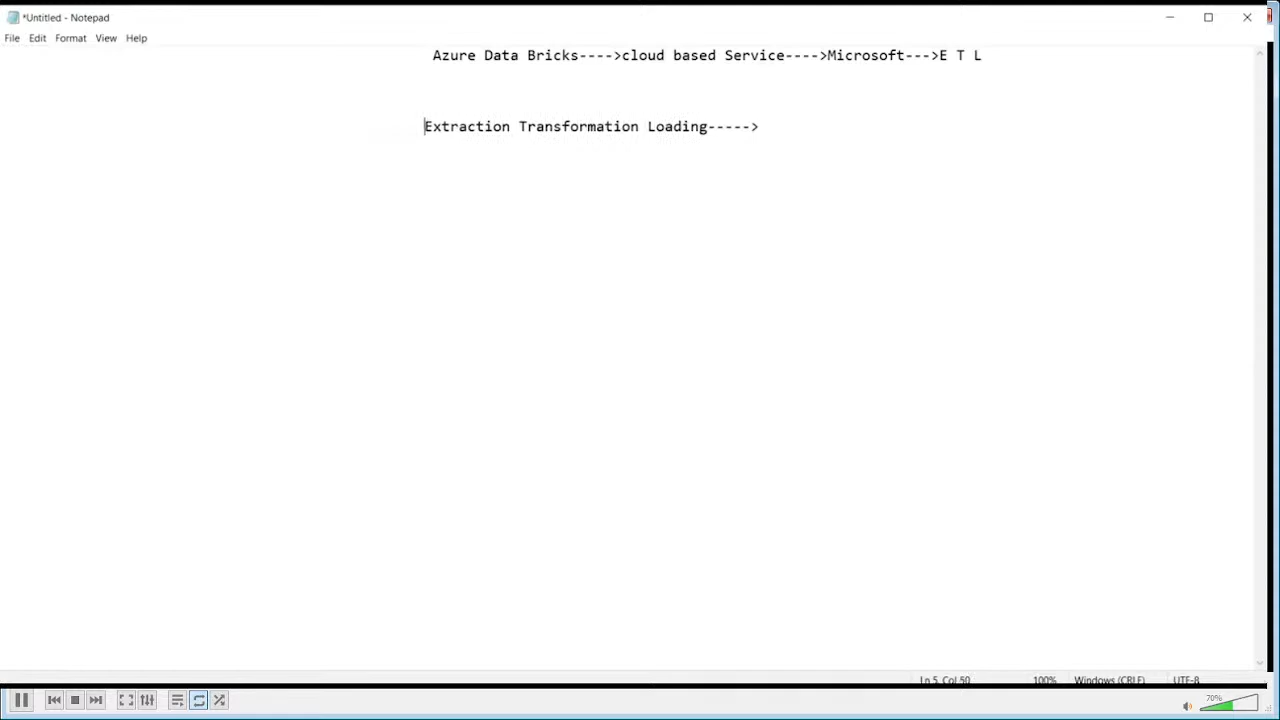 *Untitled - Notepad
File Edit Format View Help
Azure Data Bricks---->cloud based Service---->Microsoft--->E T L
Extraction Transformation Loading----->
Ln 5, Col 50 100% Windows (CRLF) UTF-8
70%